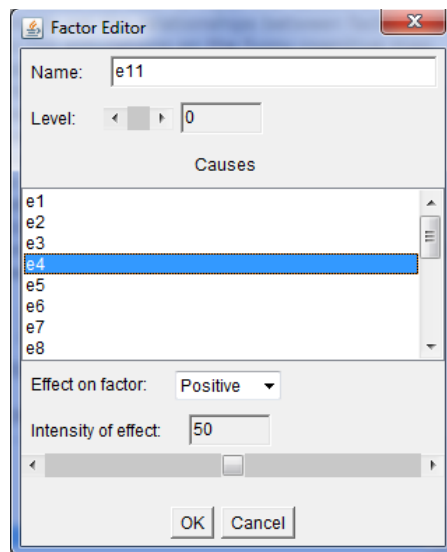 Factor Editor
Name: e11
Level: 0
Causes
e1
e2
e3
e4
e5
e6
e7
e8
Effect on factor: Positive
Intensity of effect: 50
OK Cancel